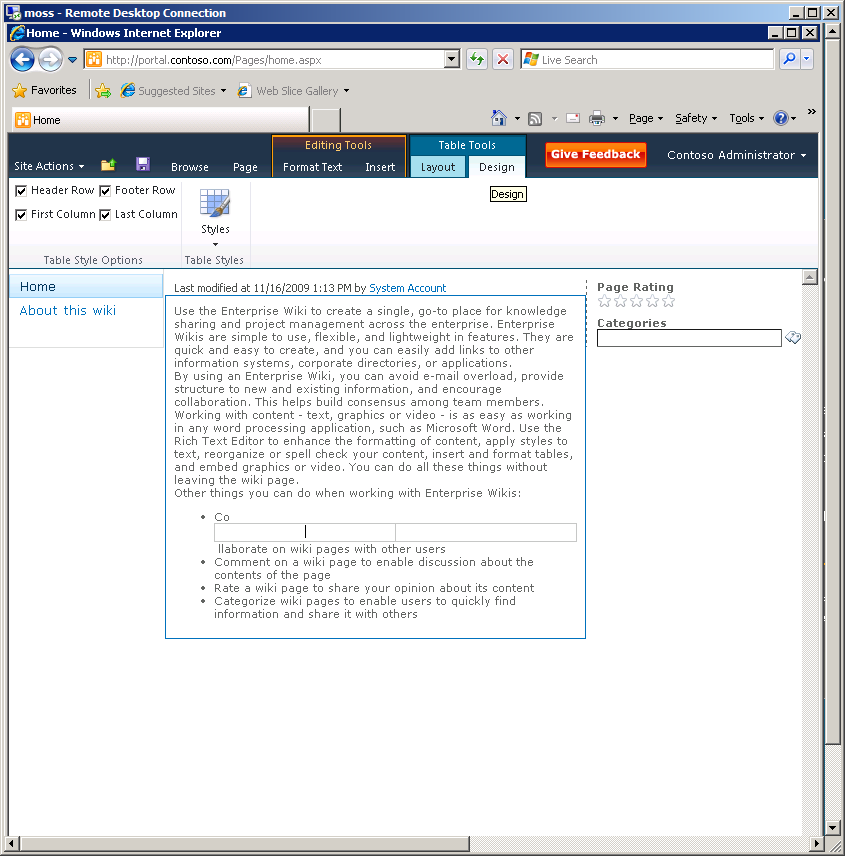 moss - Remote Desktop Connection
Home - Windows Internet Explorer
http://portal.contoso.com/Pages/home.aspx
Live Search
Favorites
Suggested Sites
Web Slice Gallery
Home
Page
Safety
Tools
»
Editing Tools
Table Tools
Site Actions
Browse
Page
Format Text
Insert
Layout
Design
Give Feedback
Contoso Administrator
Header Row
Footer Row
First Column
Last Column
Styles
Design
Table Style Options
Table Styles
Home
About this wiki
Last modified at 11/16/2009 1:13 PM by System Account
Use the Enterprise Wiki to create a single, go-to place for knowledge
sharing and project management across the enterprise. Enterprise
Wikis are simple to use, flexible, and lightweight in features. They are
quick and easy to create, and you can easily add links to other
information systems, corporate directories, or applications.
By using an Enterprise Wiki, you can avoid e-mail overload, provide
structure to new and existing information, and encourage
collaboration. This helps build consensus among team members.
Working with content - text, graphics or video - is as easy as working
in any word processing application, such as Microsoft Word. Use the
Rich Text Editor to enhance the formatting of content, apply styles to
text, reorganize or spell check your content, insert and format tables,
and embed graphics or video. You can do all these things without
leaving the wiki page.
Other things you can do when working with Enterprise Wikis:
• Co
llaborate on wiki pages with other users
• Comment on a wiki page to enable discussion about the
contents of the page
• Rate a wiki page to share your opinion about its content
• Categorize wiki pages to enable users to quickly find
information and share it with others
Page Rating
Categories